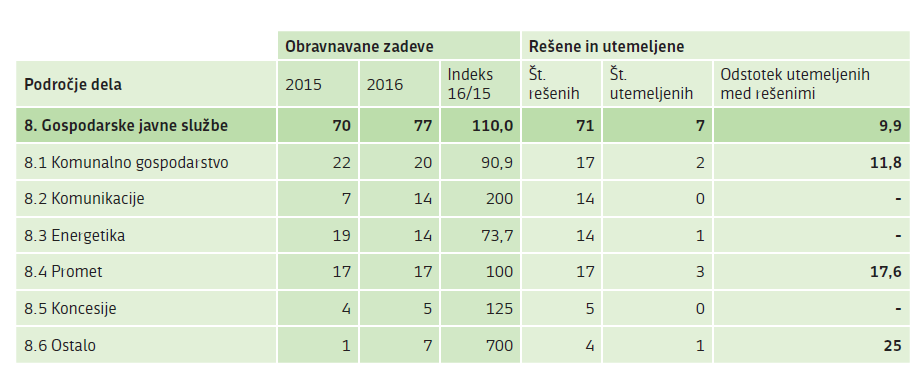 Obravnavane zadeve Rešene in utemeljene
Področje dela 2015 2016 Indeks 16/15 Št. rešenih Št. utemeljenih Odstotek utemeljenih med rešenimi
8. Gospodarske javne službe 70 77 110,0 71 7 9,9
8.1 Komunalno gospodarstvo 22 20 90,9 17 2 11,8
8.2 Komunikacije 7 14 200 14 0 -
8.3 Energetika 19 14 73,7 14 1 -
8.4 Promet 17 17 100 17 3 17,6
8.5 Koncesije 4 5 125 5 0 -
8.6 Ostalo 1 7 700 4 1 25